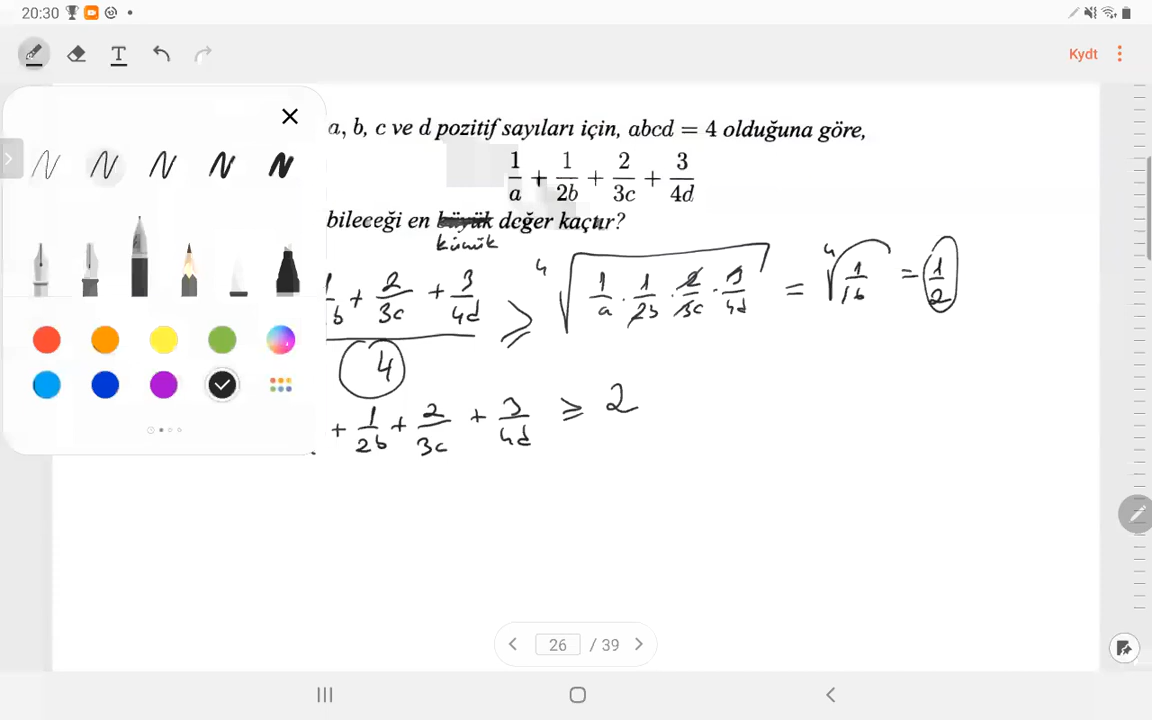 20:30
T
Kydt
a, b, c ve d pozitif sayıları için, abcd = 4 olduğuna göre,
1/a + 1/2b + 2/3c + 3/4d
bileceği en büyük değer kaçtır?
küçük
1/b + 2/3c + 3/4d / 4 ≥ ⁴√(1/a · 1/2b · 2/3c · 3/4d) = ⁴√(1/16) = 1/2
+ 1/2b + 2/3c + 3/4d ≥ 2
26 / 39